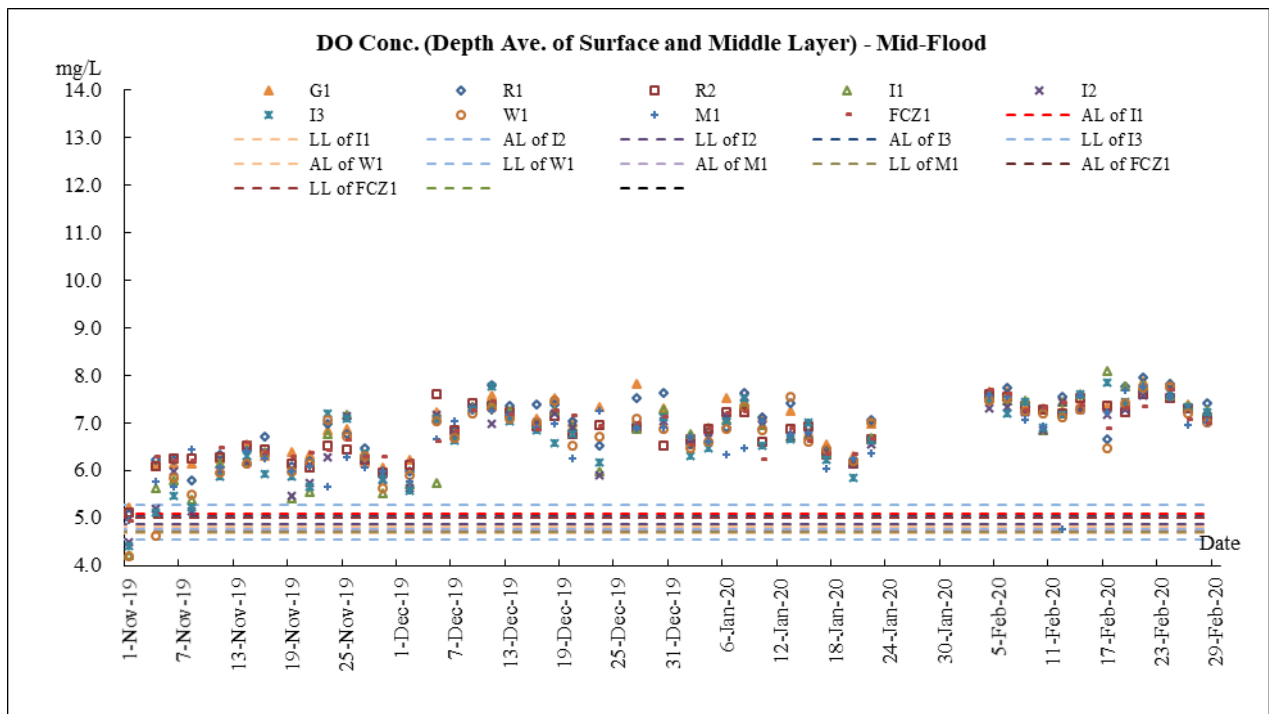 DO Conc. (Depth Ave. of Surface and Middle Layer) - Mid-Flood
mg/L
G1 R1 R2 I1 I2
I3 W1 M1 FCZ1 AL of I1
LL of I1 AL of I2 LL of I2 AL of I3 LL of I3
AL of W1 LL of W1 AL of M1 LL of M1 AL of FCZ1
LL of FCZ1
14.0
13.0
12.0
11.0
10.0
9.0
8.0
7.0
6.0
5.0
4.0
Date
1-Nov-19 7-Nov-19 13-Nov-19 19-Nov-19 25-Nov-19 1-Dec-19 7-Dec-19 13-Dec-19 19-Dec-19 25-Dec-19 31-Dec-19 6-Jan-20 12-Jan-20 18-Jan-20 24-Jan-20 30-Jan-20 5-Feb-20 11-Feb-20 17-Feb-20 23-Feb-20 29-Feb-20